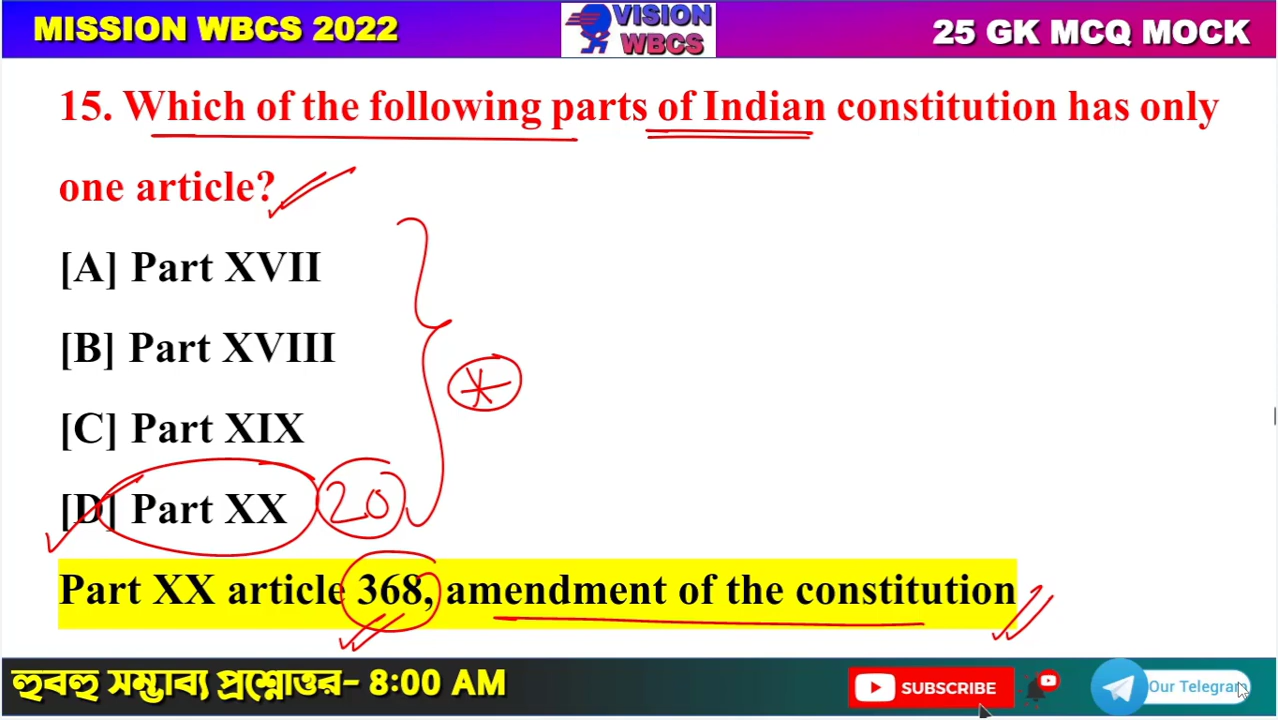 MISSION WBCS 2022
VISION
WBCS
25 GK MCQ MOCK
15. Which of the following parts of Indian constitution has only
one article?
[A] Part XVII
[B] Part XVIII
[C] Part XIX
[D] Part XX
20
Part XX article 368, amendment of the constitution
হুবহু সম্ভাব্য প্রশ্নোত্তর- 8:00 AM
SUBSCRIBE
Our Telegram